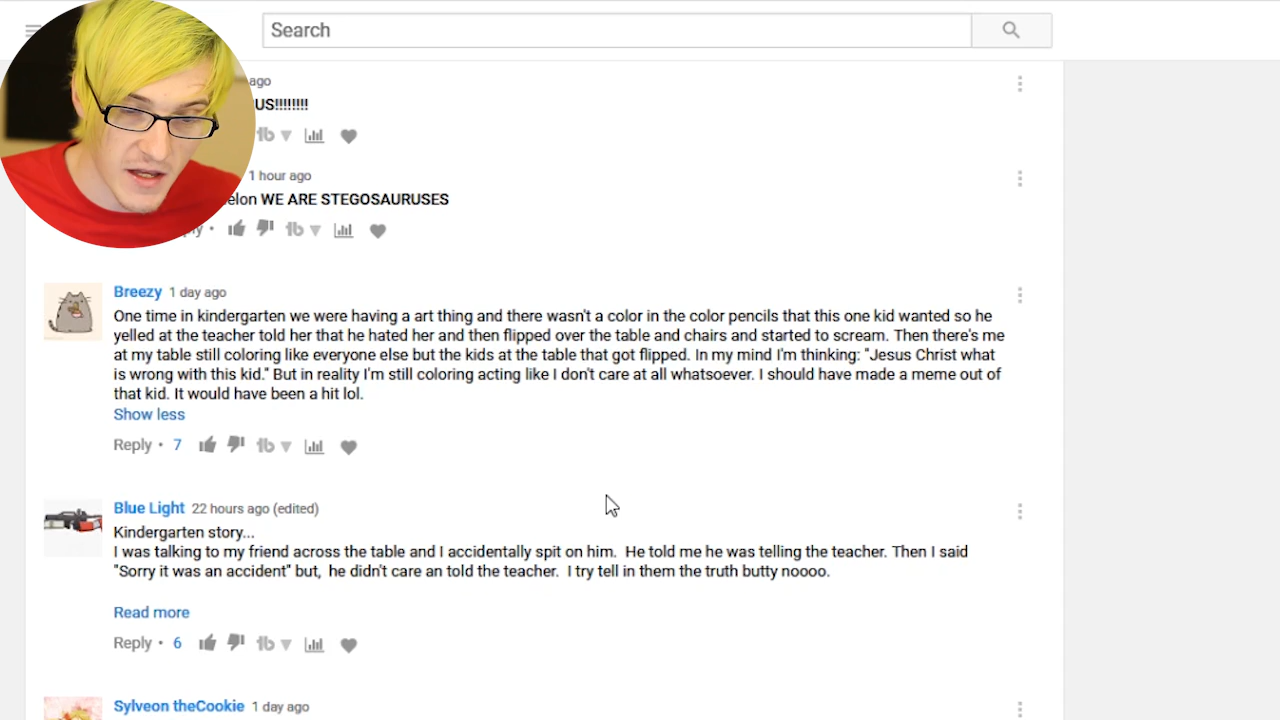 Search
ago
US!!!!!!!!
1 hour ago
elon WE ARE STEGOSAURUSES
Breezy 1 day ago
One time in kindergarten we were having a art thing and there wasn't a color in the color pencils that this one kid wanted so he
yelled at the teacher told her that he hated her and then flipped over the table and chairs and started to scream. Then there's me
at my table still coloring like everyone else but the kids at the table that got flipped. In my mind I'm thinking: "Jesus Christ what
is wrong with this kid." But in reality I'm still coloring acting like I don't care at all whatsoever. I should have made a meme out of
that kid. It would have been a hit lol.
Show less
Reply • 7 tb
Blue Light 22 hours ago (edited)
Kindergarten story...
I was talking to my friend across the table and I accidentally spit on him. He told me he was telling the teacher. Then I said
"Sorry it was an accident" but, he didn't care an told the teacher. I try tell in them the truth butty noooo.
Read more
Reply • 6 tb
Sylveon theCookie 1 day ago